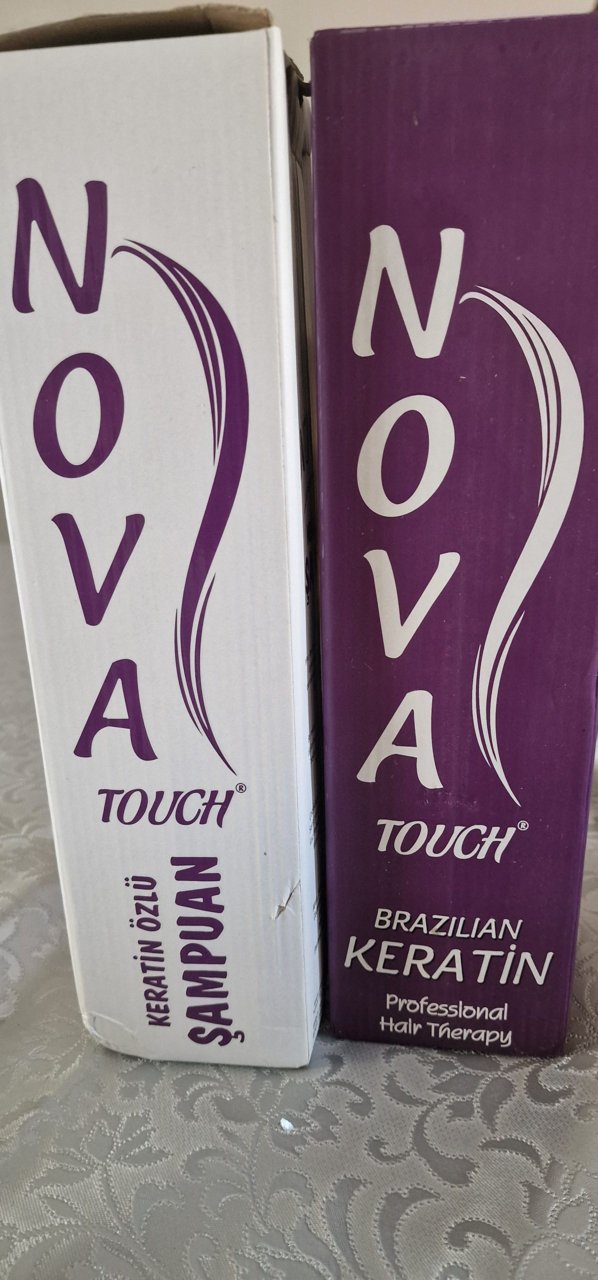 NOVA
TOUCH®
KERATİN ÖZLÜ
ŞAMPUAN
NOVA
TOUCH®
BRAZILIAN
KERATİN
Professional
Hair Therapy